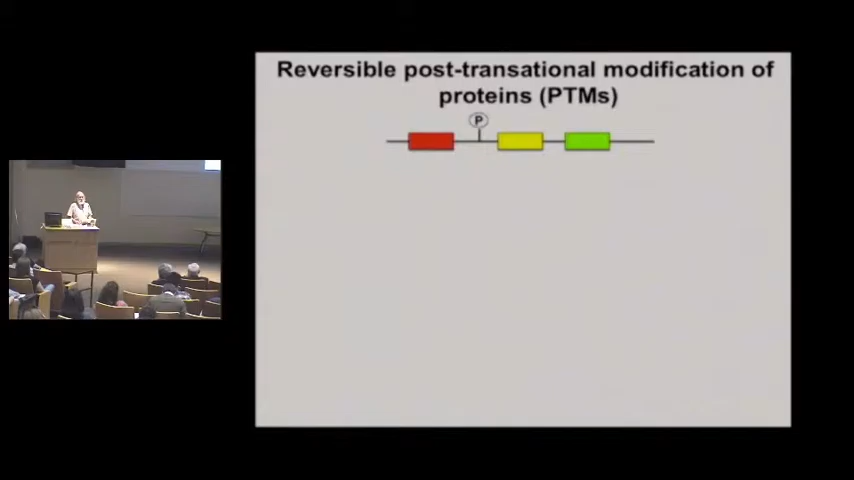 Reversible post-transational modification of
proteins (PTMs)
P